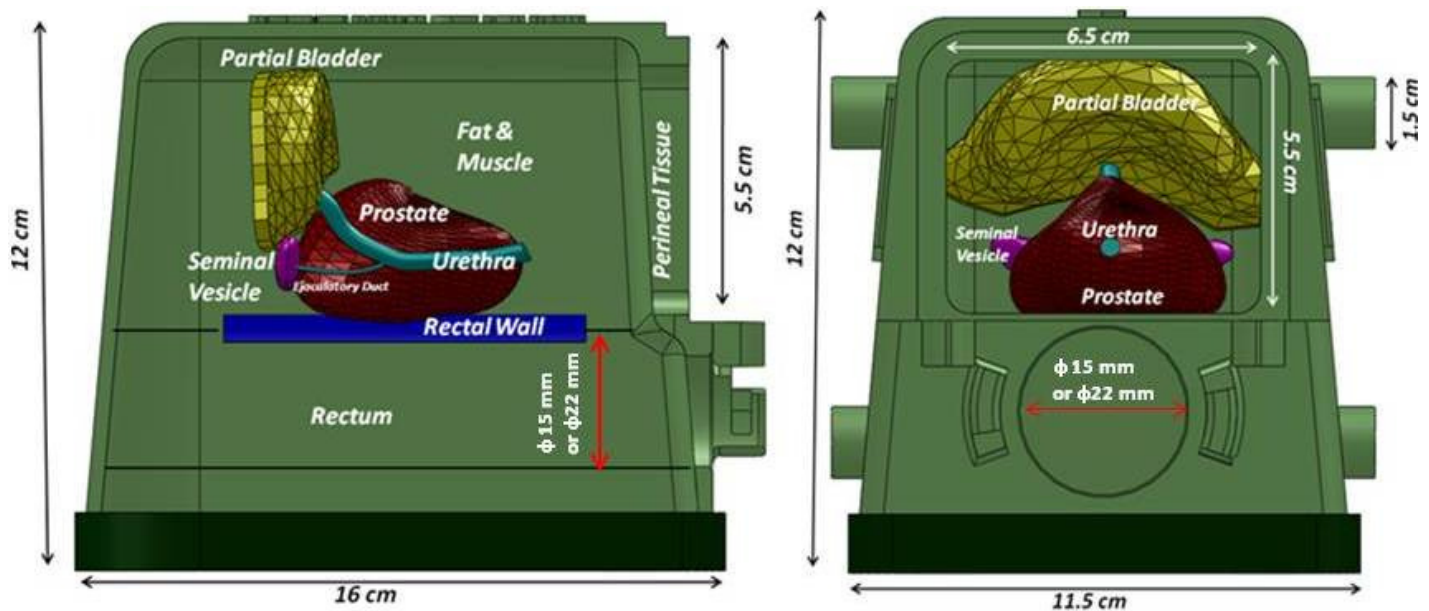 Partial Bladder
Fat &
Muscle
Perineal Tissue
5.5 cm
12 cm
Prostate
Seminal
Vesicle
Urethra
Ejaculatory Duct
Rectal Wall
Rectum
ϕ15 mm
or ϕ22 mm
16 cm
6.5 cm
Partial Bladder
1.5 cm
5.5 cm
12 cm
Seminal
Vesicle
Urethra
Prostate
ϕ15 mm
or ϕ22 mm
11.5 cm